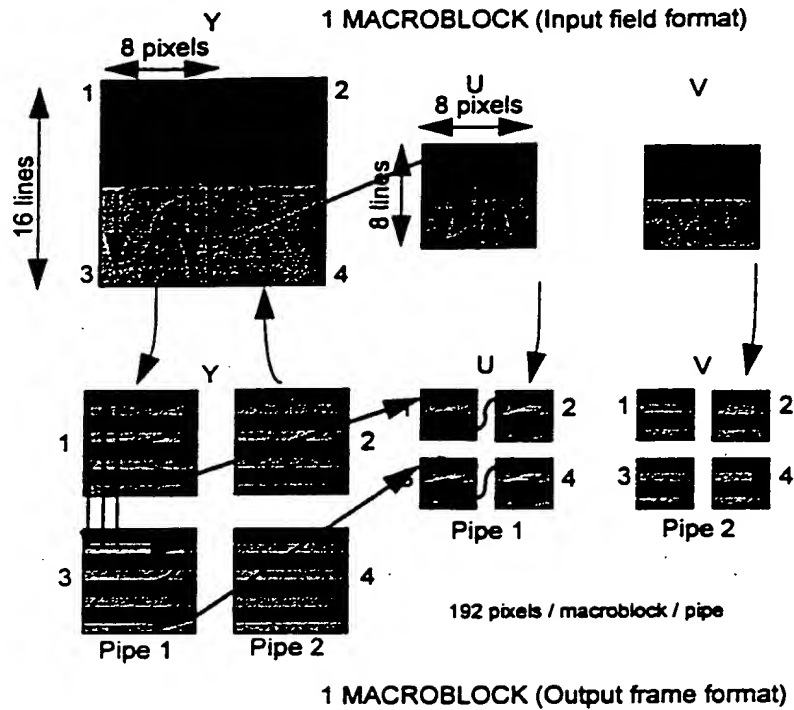 Y
1 MACROBLOCK (Input field format)
8 pixels
1
2
U
8 pixels
V
16 lines
8 lines
3
4
Y
U
V
1
2
1
2
1
2
3
4
3
4
4
Pipe 1
Pipe 2
Pipe 1
Pipe 2
192 pixels / macroblock / pipe
1 MACROBLOCK (Output frame format)